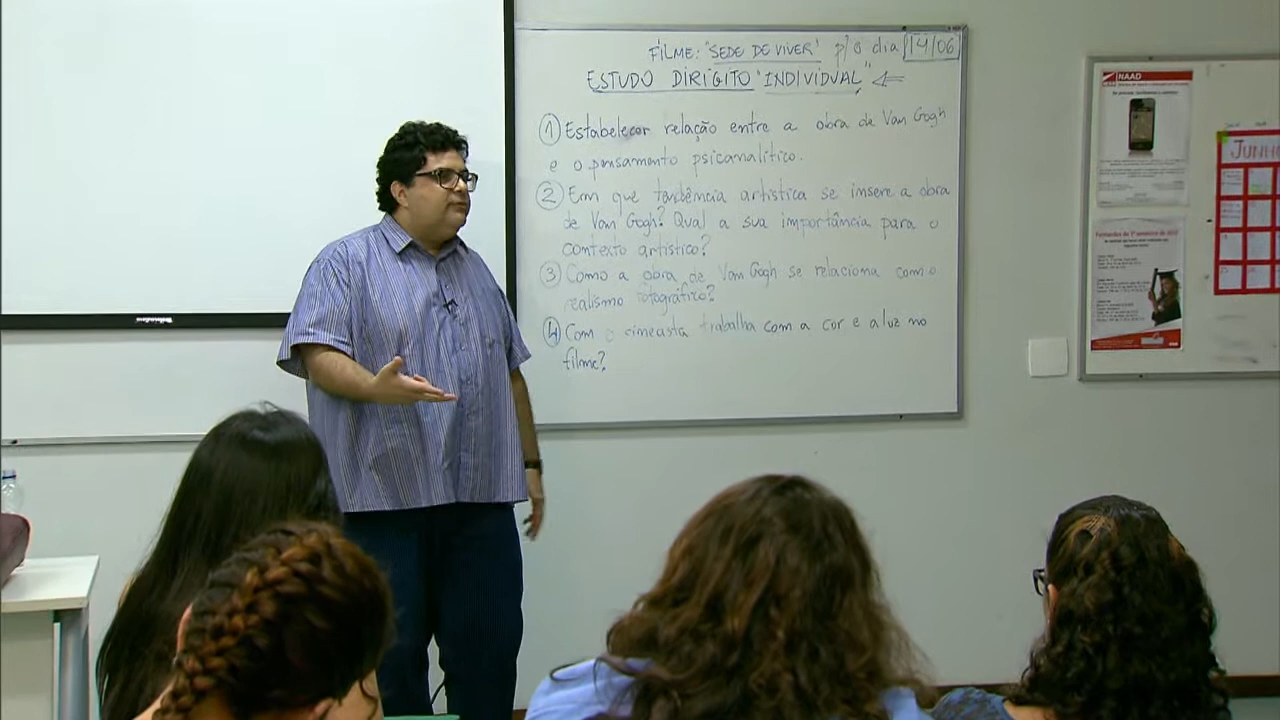 FILME: "SEDE DE VIVER" p/ o dia 14/06
ESTUDO DIRIGITO "INDIVIDUAL"
① Estabelecer relação entre a obra de Van Gogh
e o pensamento psicanalítico.
② Em que tendência artística se insere a obra
de Van Gogh? Qual a sua importância para o
contexto artístico?
③ Como a obra de Van Gogh se relaciona com o
realismo fotográfico?
④ Com o cineasta trabalha com a cor e a luz no
filme?
NAAD
JUNHO